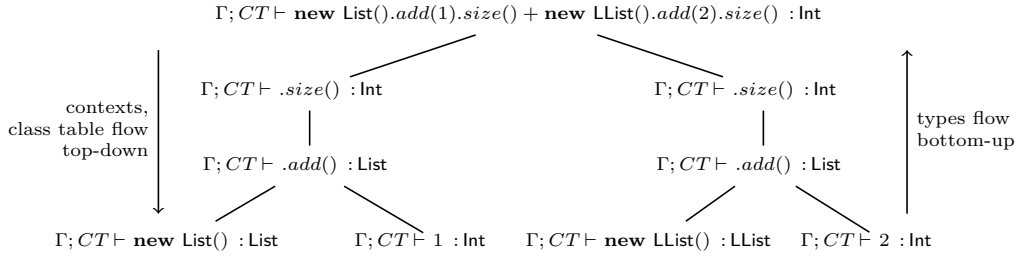 Γ; CT ⊢ new List().add(1).size() + new LList().add(2).size() : Int
Γ; CT ⊢ .size() : Int
Γ; CT ⊢ .size() : Int
contexts,
class table flow
top-down
types flow
bottom-up
Γ; CT ⊢ .add() : List
Γ; CT ⊢ .add() : List
Γ; CT ⊢ new List() : List
Γ; CT ⊢ 1 : Int
Γ; CT ⊢ new LList() : LList
Γ; CT ⊢ 2 : Int